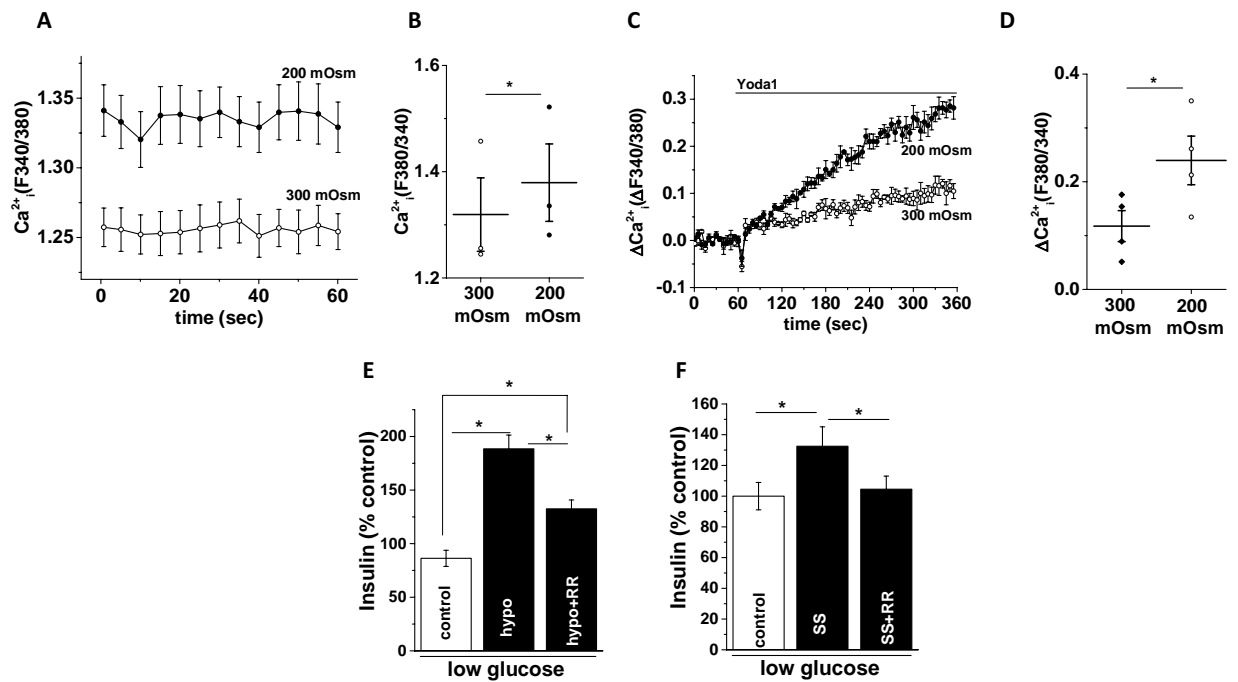 A
Ca²⁺ᵢ(F340/380)
1.35
1.30
1.25
200 mOsm
300 mOsm
0
20
40
60
time (sec)
B
Ca²⁺ᵢ(F380/340)
1.6
1.4
1.2
*
300 mOsm
200 mOsm
C
ΔCa²⁺ᵢ(ΔF340/380)
0.3
0.2
0.1
0.0
-0.1
Yoda1
200 mOsm
300 mOsm
0
60
120
180
240
300
360
time (sec)
D
ΔCa²⁺ᵢ(F380/340)
0.4
0.2
0.0
*
300 mOsm
200 mOsm
E
Insulin (% control)
200
150
100
50
0
*
*
*
control
hypo
hypo+RR
low glucose
F
Insulin (% control)
160
140
120
100
80
60
40
20
0
*
*
control
SS
SS+RR
low glucose